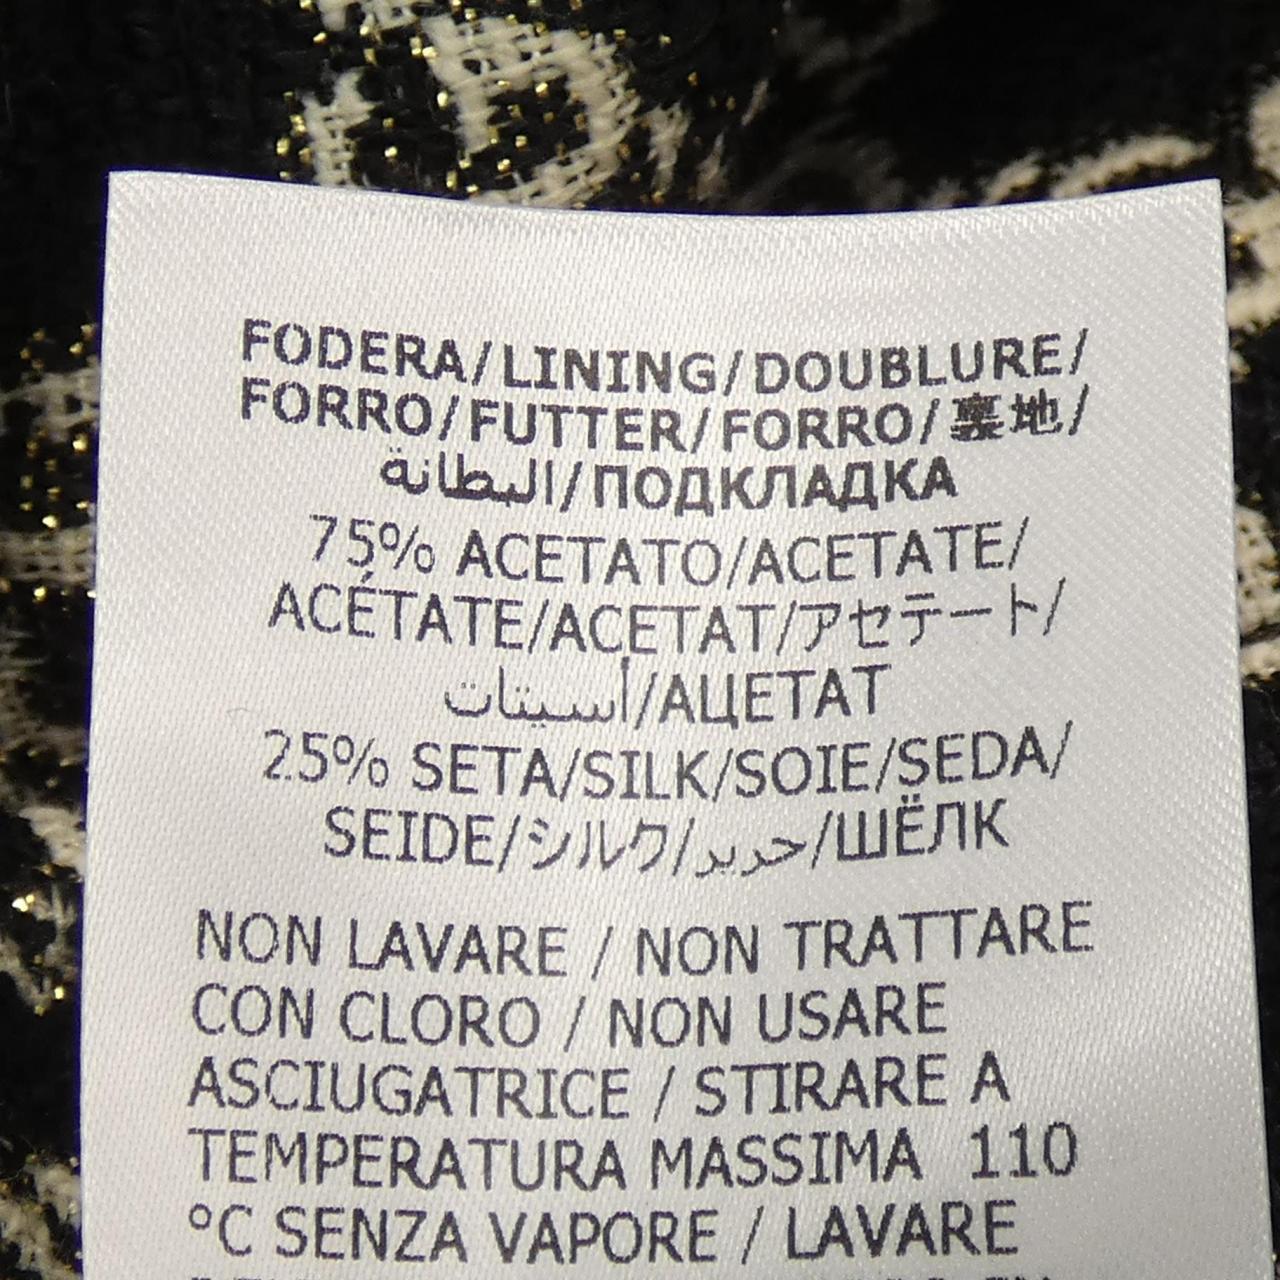 FODERA/LINING/DOUBLURE/
FORRO/FUTTER/FORRO/裏地/
البطانة/ПОДКЛАДКА
75% ACETATO/ACETATE/
ACÉTATE/ACETAT/アセテート/
أسيتات/АЦЕТАТ
25% SETA/SILK/SOIE/SEDA/
SEIDE/シルク/حرير/ШЁЛК
NON LAVARE / NON TRATTARE
CON CLORO / NON USARE
ASCIUGATRICE / STIRARE A
TEMPERATURA MASSIMA 110
°C SENZA VAPORE / LAVARE